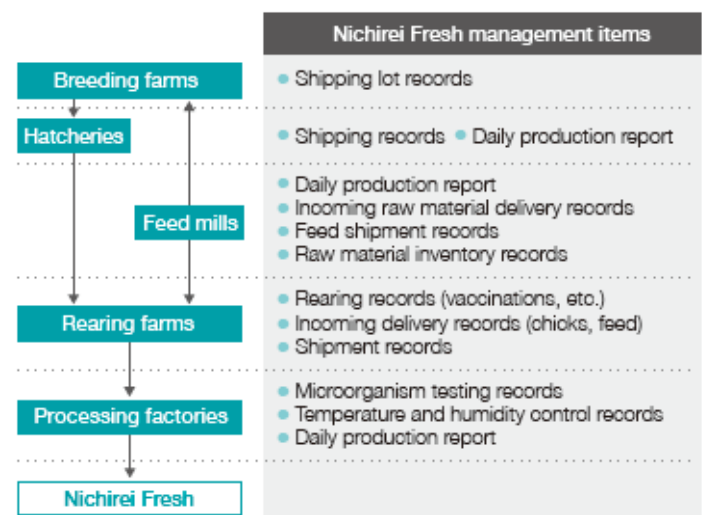 Nichirei Fresh management items
Breeding farms
• Shipping lot records
Hatcheries
• Shipping records • Daily production report
Feed mills
• Daily production report
• Incoming raw material delivery records
• Feed shipment records
• Raw material inventory records
Rearing farms
• Rearing records (vaccinations, etc.)
• Incoming delivery records (chicks, feed)
• Shipment records
Processing factories
• Microorganism testing records
• Temperature and humidity control records
• Daily production report
Nichirei Fresh